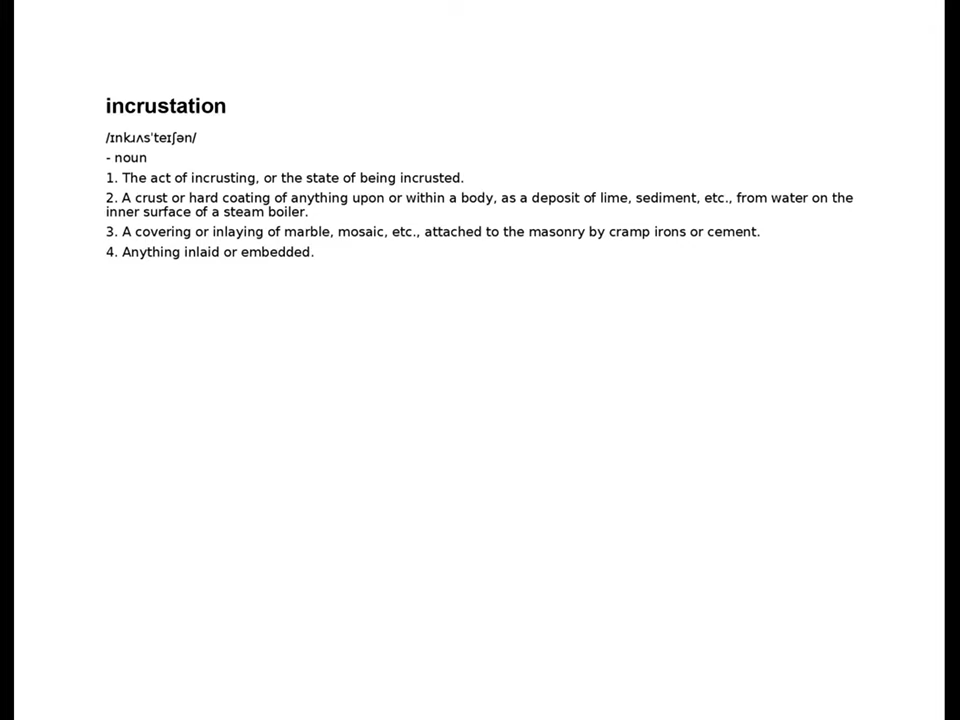 incrustation
/ɪnkɹʌsˈteɪʃən/
- noun
1. The act of incrusting, or the state of being incrusted.
2. A crust or hard coating of anything upon or within a body, as a deposit of lime, sediment, etc., from water on the
inner surface of a steam boiler.
3. A covering or inlaying of marble, mosaic, etc., attached to the masonry by cramp irons or cement.
4. Anything inlaid or embedded.